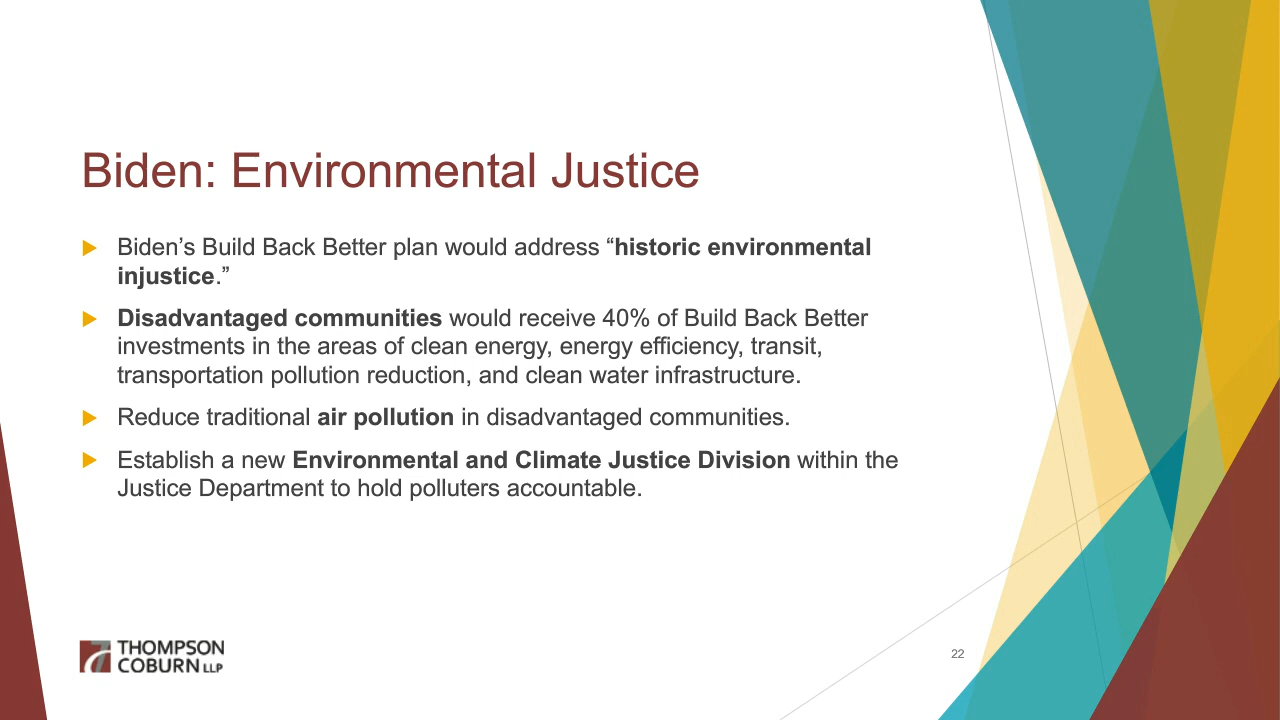 Biden: Environmental Justice
Biden’s Build Back Better plan would address “historic environmental
injustice.”
Disadvantaged communities would receive 40% of Build Back Better
investments in the areas of clean energy, energy efficiency, transit,
transportation pollution reduction, and clean water infrastructure.
Reduce traditional air pollution in disadvantaged communities.
Establish a new Environmental and Climate Justice Division within the
Justice Department to hold polluters accountable.
THOMPSON
COBURN LLP
22